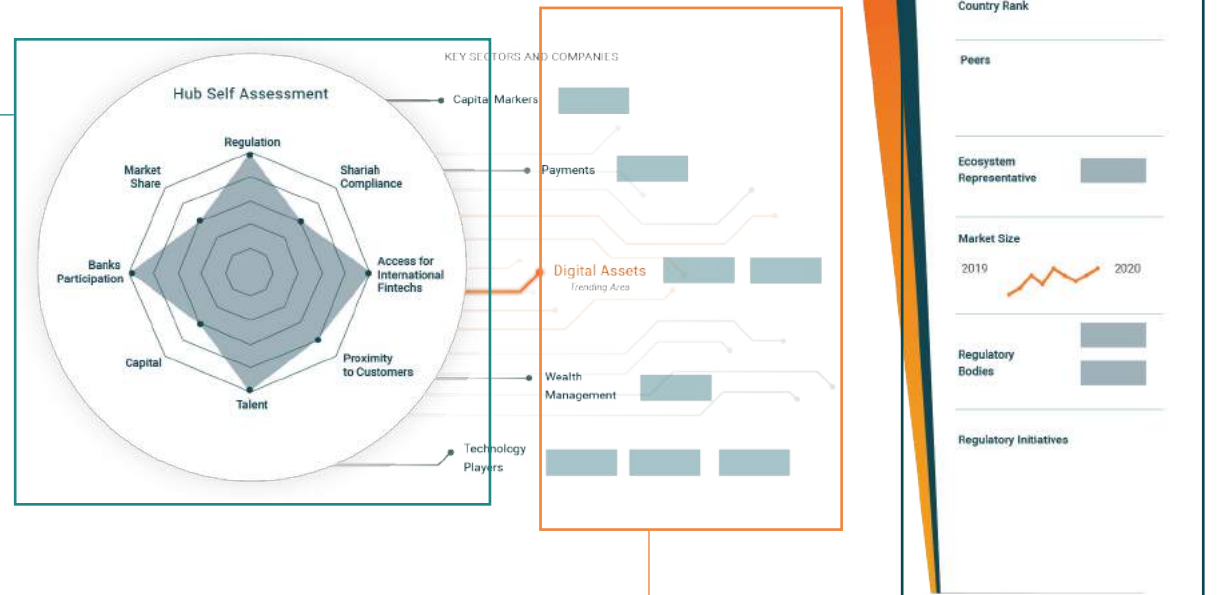 KEY SECTORS AND COMPANIES
Hub Self Assessment
Regulation
Market
Share
Shariah
Compliance
Banks
Participation
Access for
International
Fintechs
Capital
Proximity
to Customers
Talent
Capital Markers
Payments
Digital Assets
Trending Area
Wealth
Management
Technology
Players
Country Rank
Peers
Ecosystem
Representative
Market Size
2019
2020
Regulatory
Bodies
Regulatory Initiatives